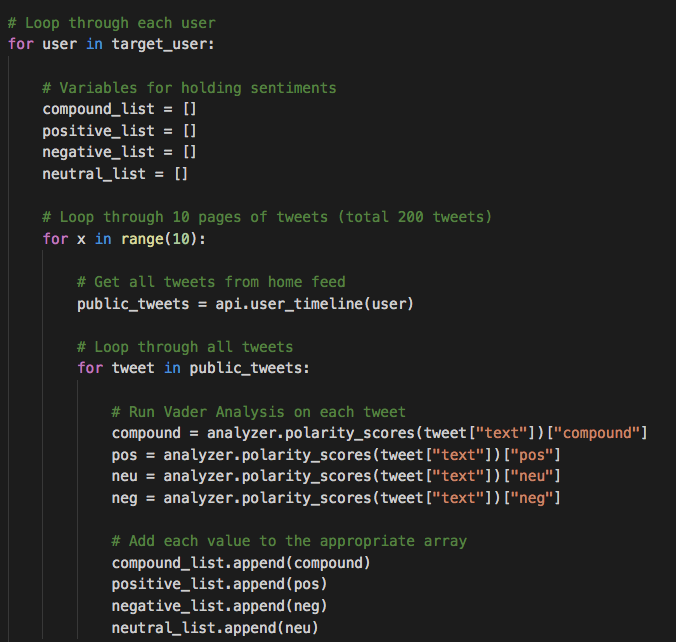 # Loop through each user
for user in target_user:
# Variables for holding sentiments
compound_list = []
positive_list = []
negative_list = []
neutral_list = []
# Loop through 10 pages of tweets (total 200 tweets)
for x in range(10):
# Get all tweets from home feed
public_tweets = api.user_timeline(user)
# Loop through all tweets
for tweet in public_tweets:
# Run Vader Analysis on each tweet
compound = analyzer.polarity_scores(tweet["text"])["compound"]
pos = analyzer.polarity_scores(tweet["text"])["pos"]
neu = analyzer.polarity_scores(tweet["text"])["neu"]
neg = analyzer.polarity_scores(tweet["text"])["neg"]
# Add each value to the appropriate array
compound_list.append(compound)
positive_list.append(pos)
negative_list.append(neg)
neutral_list.append(neu)